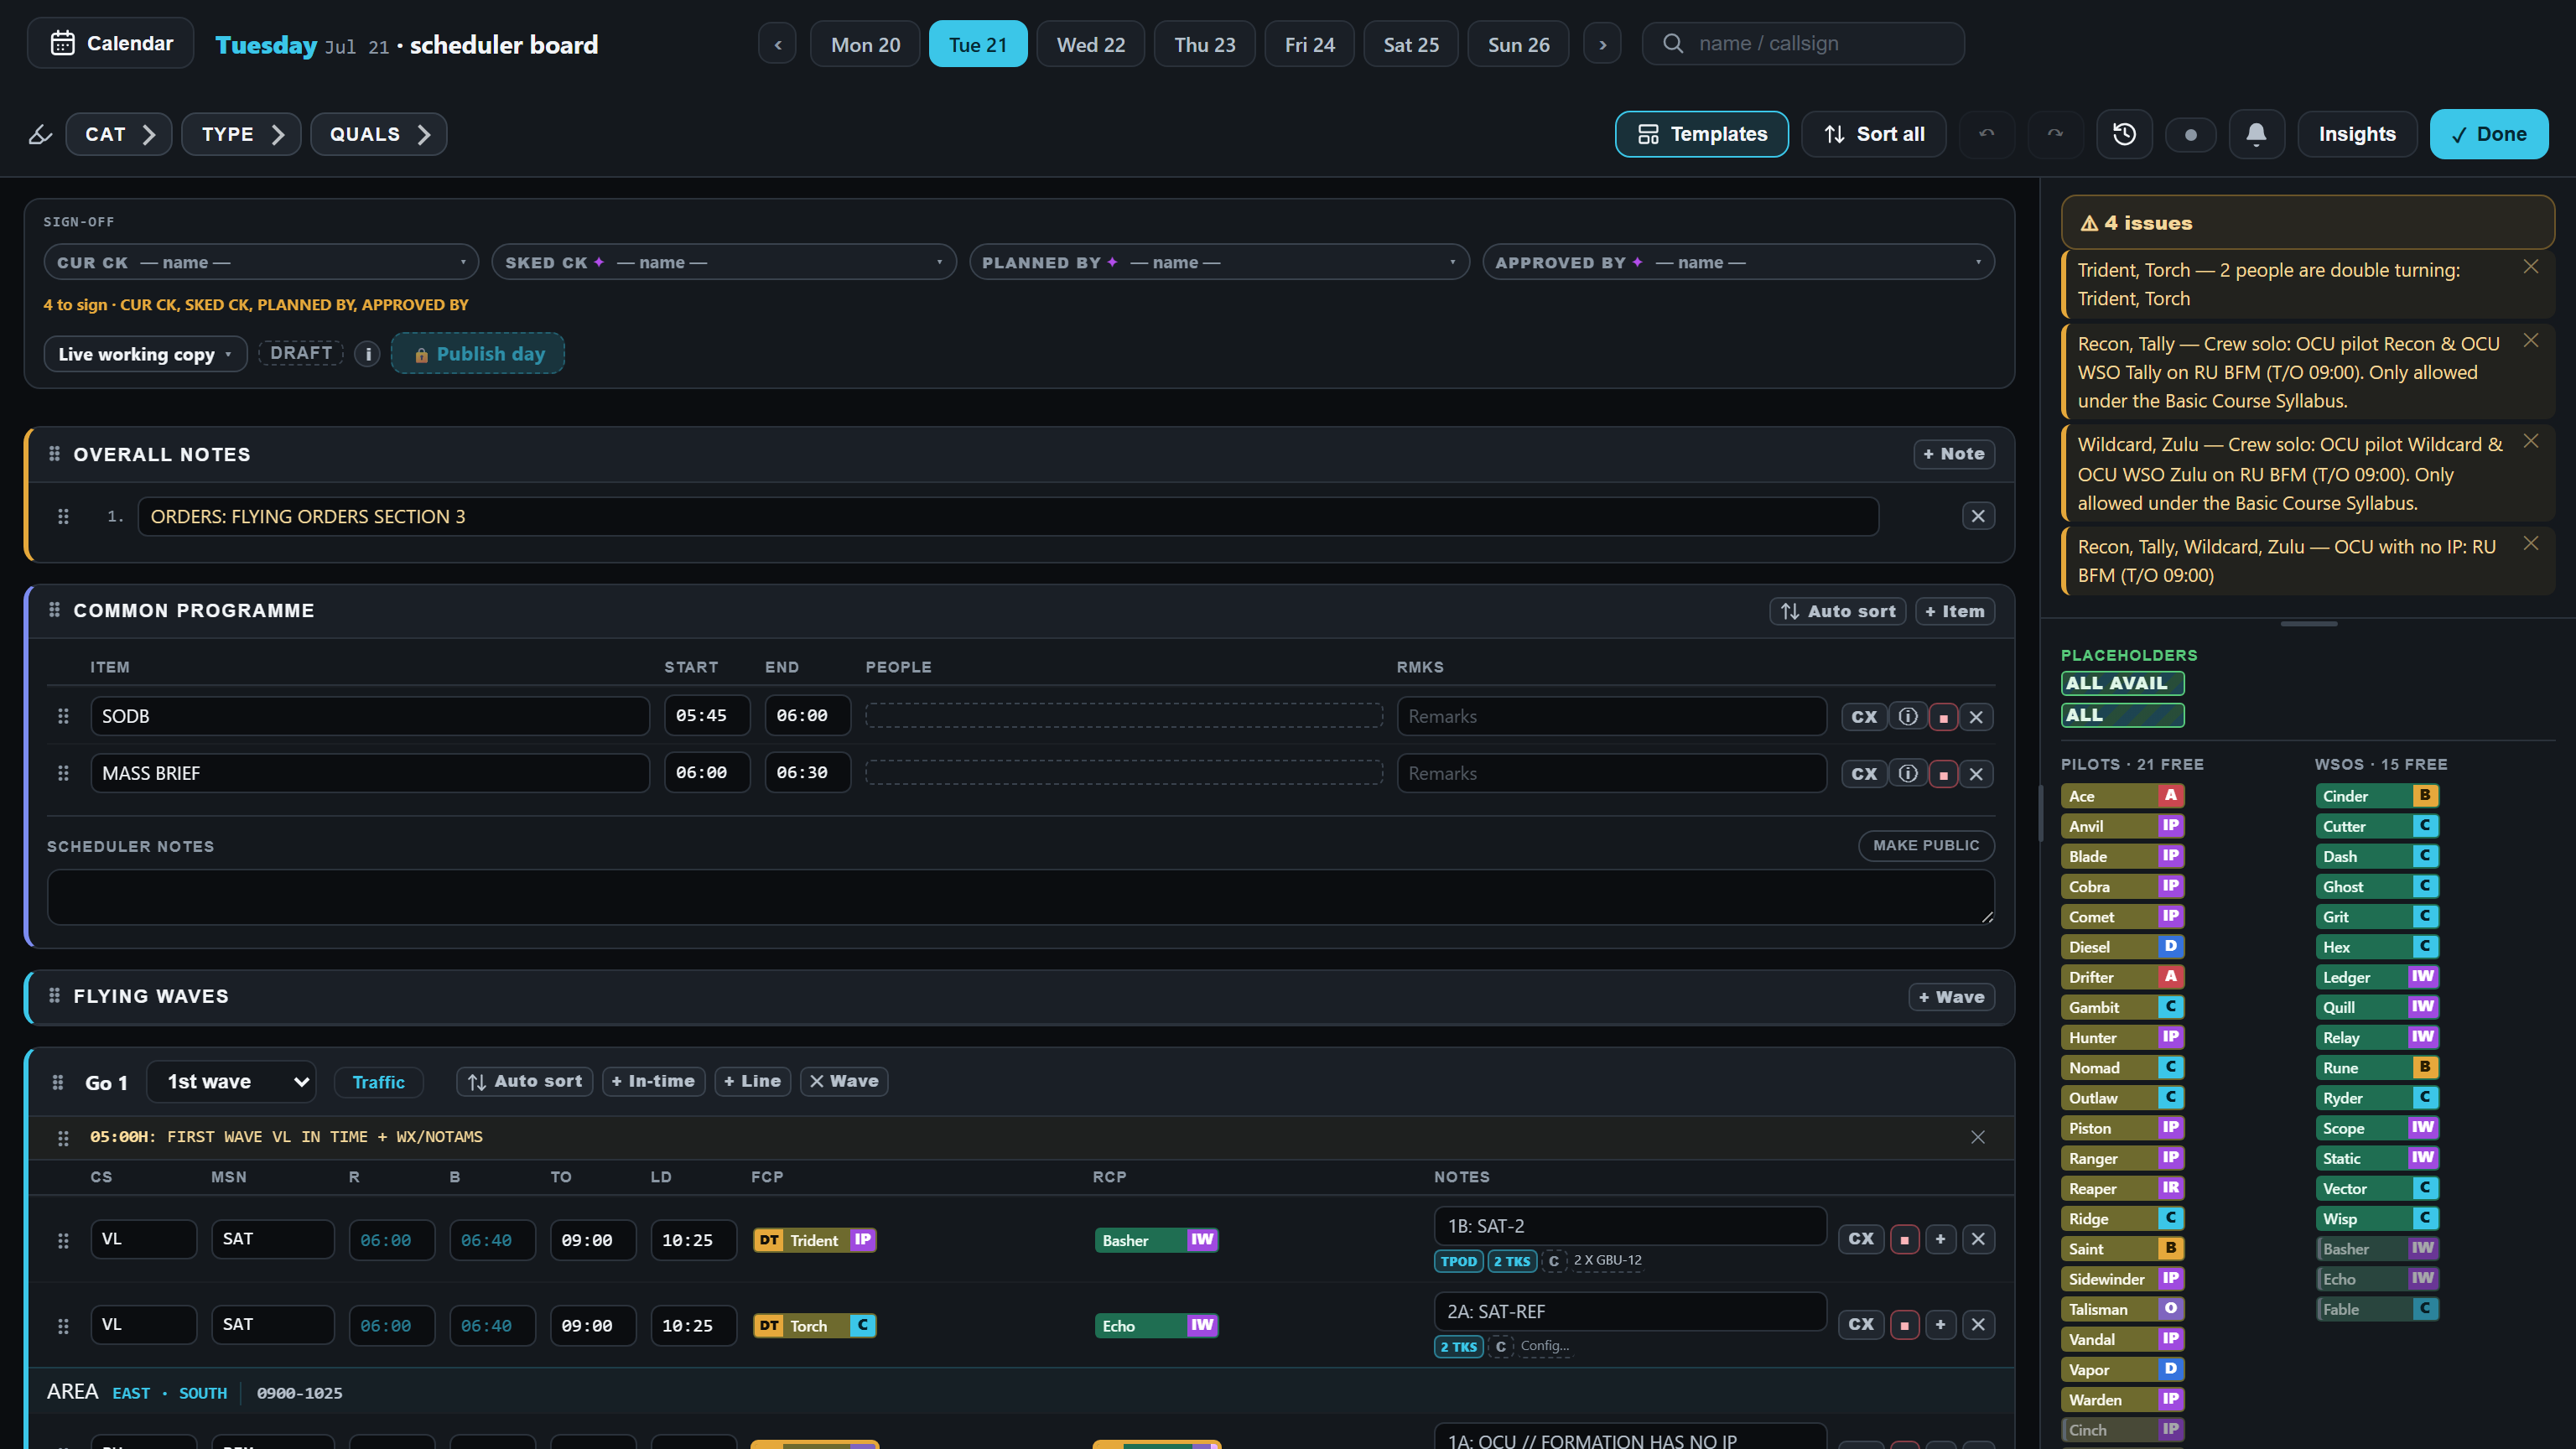 Calendar
Tuesday Jul 21 · scheduler board
‹ Mon 20 Tue 21 Wed 22 Thu 23 Fri 24 Sat 25 Sun 26 ›
name / callsign
CAT TYPE QUALS
Templates Sort all Insights ✓ Done
SIGN-OFF
CUR CK — name —
SKED CK ✦ — name —
PLANNED BY ✦ — name —
APPROVED BY ✦ — name —
4 to sign · CUR CK, SKED CK, PLANNED BY, APPROVED BY
Live working copy DRAFT i Publish day
OVERALL NOTES + Note
1. ORDERS: FLYING ORDERS SECTION 3
COMMON PROGRAMME Auto sort + Item
ITEM START END PEOPLE RMKS
SODB 05:45 06:00 Remarks CX
MASS BRIEF 06:00 06:30 Remarks CX
SCHEDULER NOTES MAKE PUBLIC
FLYING WAVES + Wave
Go 1 1st wave Traffic Auto sort + In-time + Line ✕ Wave
05:00H: FIRST WAVE VL IN TIME + WX/NOTAMS
CS MSN R B TO LD FCP RCP NOTES
VL SAT 06:00 06:40 09:00 10:25 DT Trident IP Basher IW 1B: SAT-2 CX
TPOD 2 TKS C 2 X GBU-12
VL SAT 06:00 06:40 09:00 10:25 DT Torch C Echo IW 2A: SAT-REF CX
2 TKS C Config...
AREA EAST · SOUTH 0900-1025
1A: OCU // FORMATION HAS NO IP
⚠ 4 issues
Trident, Torch — 2 people are double turning:
Trident, Torch
Recon, Tally — Crew solo: OCU pilot Recon & OCU
WSO Tally on RU BFM (T/O 09:00). Only allowed
under the Basic Course Syllabus.
Wildcard, Zulu — Crew solo: OCU pilot Wildcard &
OCU WSO Zulu on RU BFM (T/O 09:00). Only
allowed under the Basic Course Syllabus.
Recon, Tally, Wildcard, Zulu — OCU with no IP: RU
BFM (T/O 09:00)
PLACEHOLDERS
ALL AVAIL
ALL
PILOTS · 21 FREE
Ace A
Anvil IP
Blade IP
Cobra IP
Comet IP
Diesel D
Drifter A
Gambit C
Hunter IP
Nomad C
Outlaw C
Piston IP
Ranger IP
Reaper IR
Ridge C
Saint B
Sidewinder IP
Talisman O
Vandal IP
Vapor D
Warden IP
Cinch IP
WSOS · 15 FREE
Cinder B
Cutter C
Dash C
Ghost C
Grit C
Hex C
Ledger IW
Quill IW
Relay IW
Rune B
Ryder C
Scope IW
Static IW
Vector C
Wisp C
Basher IW
Echo IW
Fable C